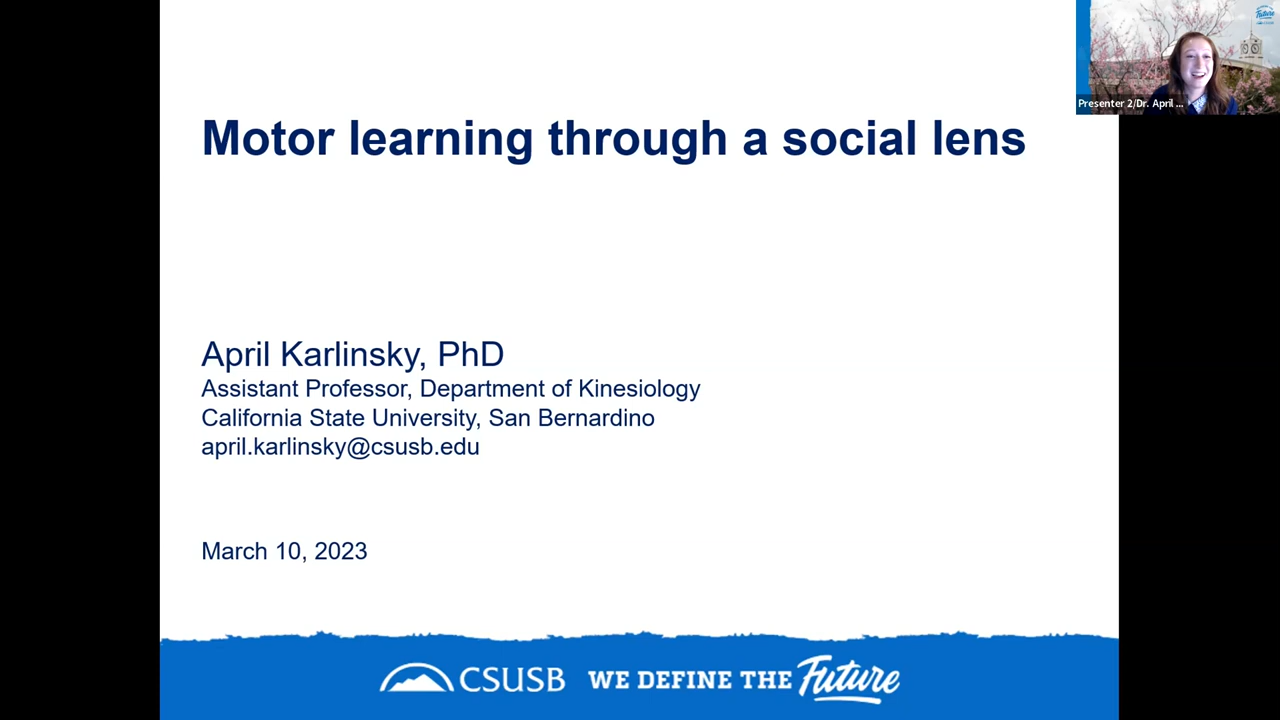 Motor learning through a social lens
April Karlinsky, PhD
Assistant Professor, Department of Kinesiology
California State University, San Bernardino
april.karlinsky@csusb.edu
March 10, 2023
CSUSB WE DEFINE THE Future
Future
Presenter 2/Dr. April ...